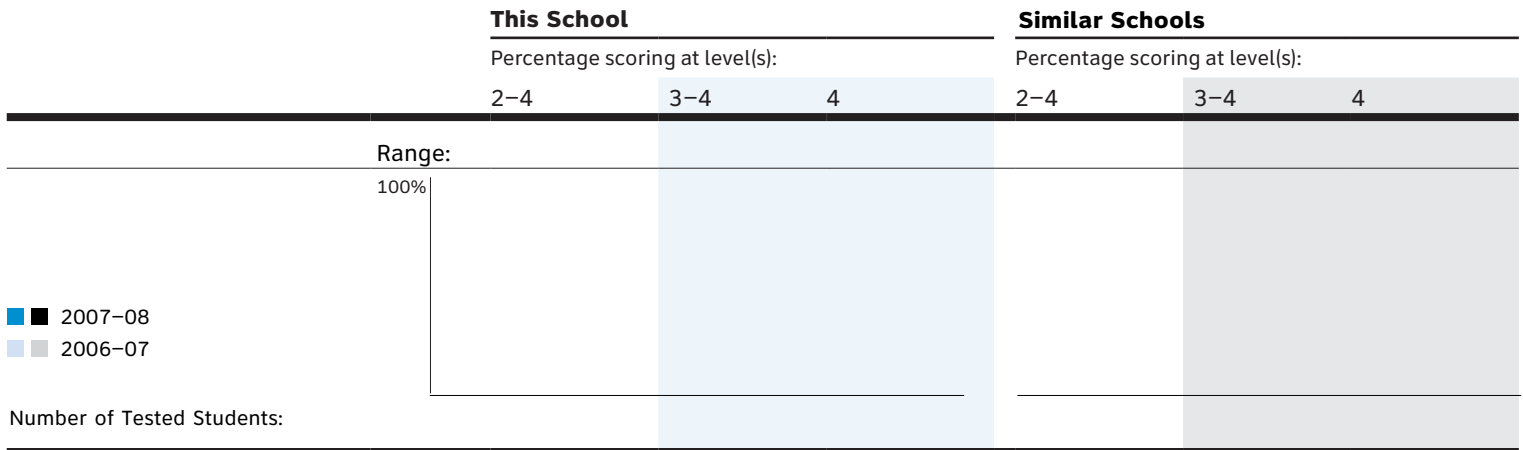 This School Similar Schools
Percentage scoring at level(s): Percentage scoring at level(s):
2–4 3–4 4 2–4 3–4 4
Range:
100%
2007–08
2006–07
Number of Tested Students: